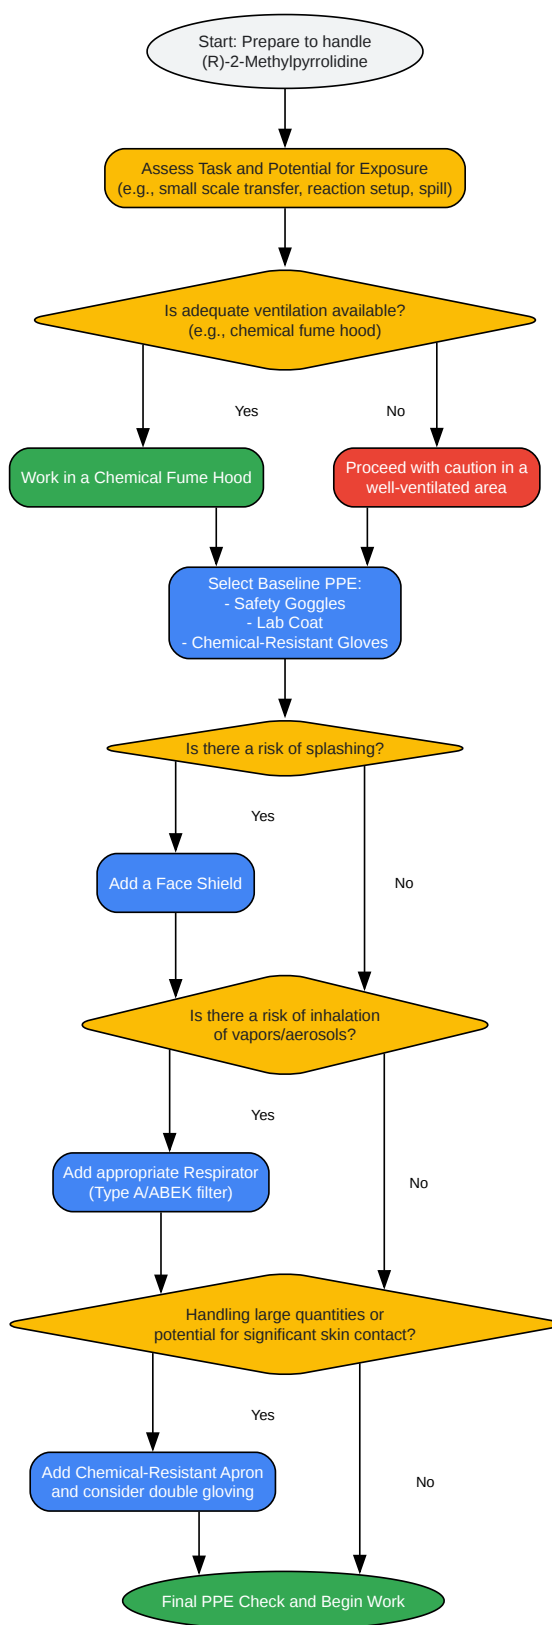 Start: Prepare to handle
(R)-2-Methylpyrrolidine
Assess Task and Potential for Exposure
(e.g., small scale transfer, reaction setup, spill)
Is adequate ventilation available?
(e.g., chemical fume hood)
Yes
No
Work in a Chemical Fume Hood
Proceed with caution in a
well-ventilated area
Select Baseline PPE:
- Safety Goggles
- Lab Coat
- Chemical-Resistant Gloves
Is there a risk of splashing?
Yes
Add a Face Shield
No
Is there a risk of inhalation
of vapors/aerosols?
Yes
Add appropriate Respirator
(Type A/ABEK filter)
No
Handling large quantities or
potential for significant skin contact?
Yes
Add Chemical-Resistant Apron
and consider double gloving
No
Final PPE Check and Begin Work